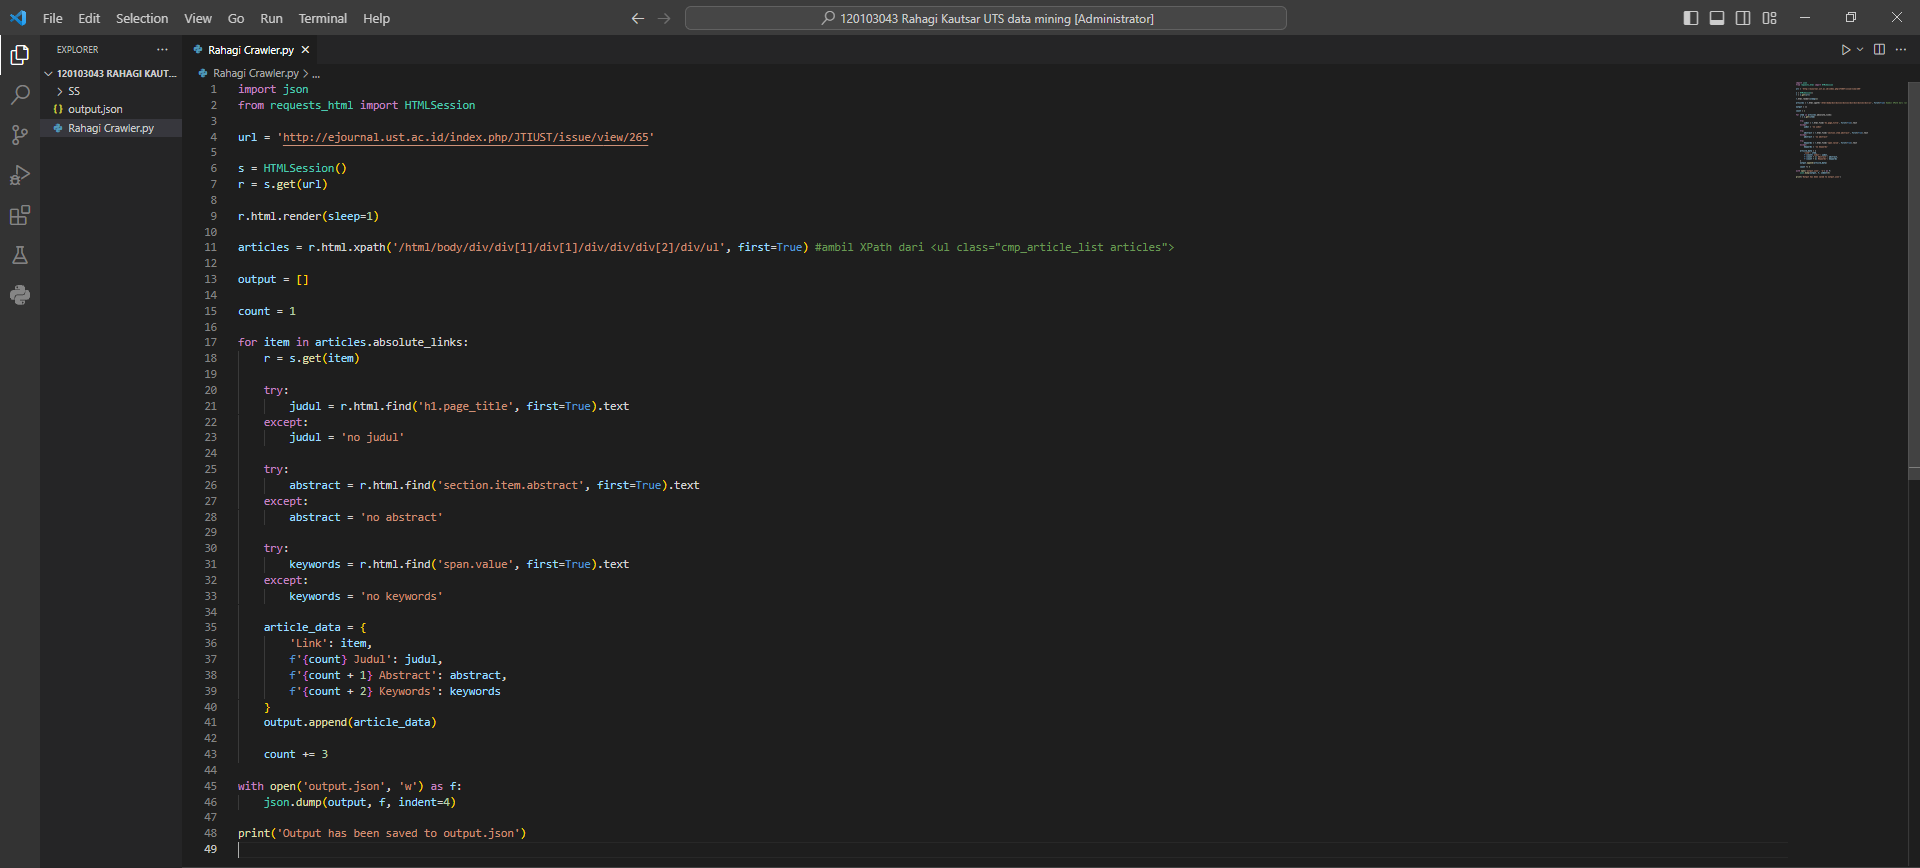 File Edit Selection View Go Run Terminal Help
120103043 Rahagi Kautsar UTS data mining [Administrator]
EXPLORER
120103043 RAHAGI KAUT...
SS
{} output.json
Rahagi Crawler.py
Rahagi Crawler.py
Rahagi Crawler.py > ...
1 import json
2 from requests_html import HTMLSession
3
4 url = 'http://ejournal.ust.ac.id/index.php/JTIUST/issue/view/265'
5
6 s = HTMLSession()
7 r = s.get(url)
8
9 r.html.render(sleep=1)
10
11 articles = r.html.xpath('/html/body/div/div[1]/div[1]/div/div/div[2]/div/ul', first=True) #ambil XPath dari <ul class="cmp_article_list articles">
12
13 output = []
14
15 count = 1
16
17 for item in articles.absolute_links:
18     r = s.get(item)
19
20     try:
21         judul = r.html.find('h1.page_title', first=True).text
22     except:
23         judul = 'no judul'
24
25     try:
26         abstract = r.html.find('section.item.abstract', first=True).text
27     except:
28         abstract = 'no abstract'
29
30     try:
31         keywords = r.html.find('span.value', first=True).text
32     except:
33         keywords = 'no keywords'
34
35     article_data = {
36         'Link': item,
37         f'{count} Judul': judul,
38         f'{count + 1} Abstract': abstract,
39         f'{count + 2} Keywords': keywords
40     }
41     output.append(article_data)
42
43     count += 3
44
45 with open('output.json', 'w') as f:
46     json.dump(output, f, indent=4)
47
48 print('Output has been saved to output.json')
49